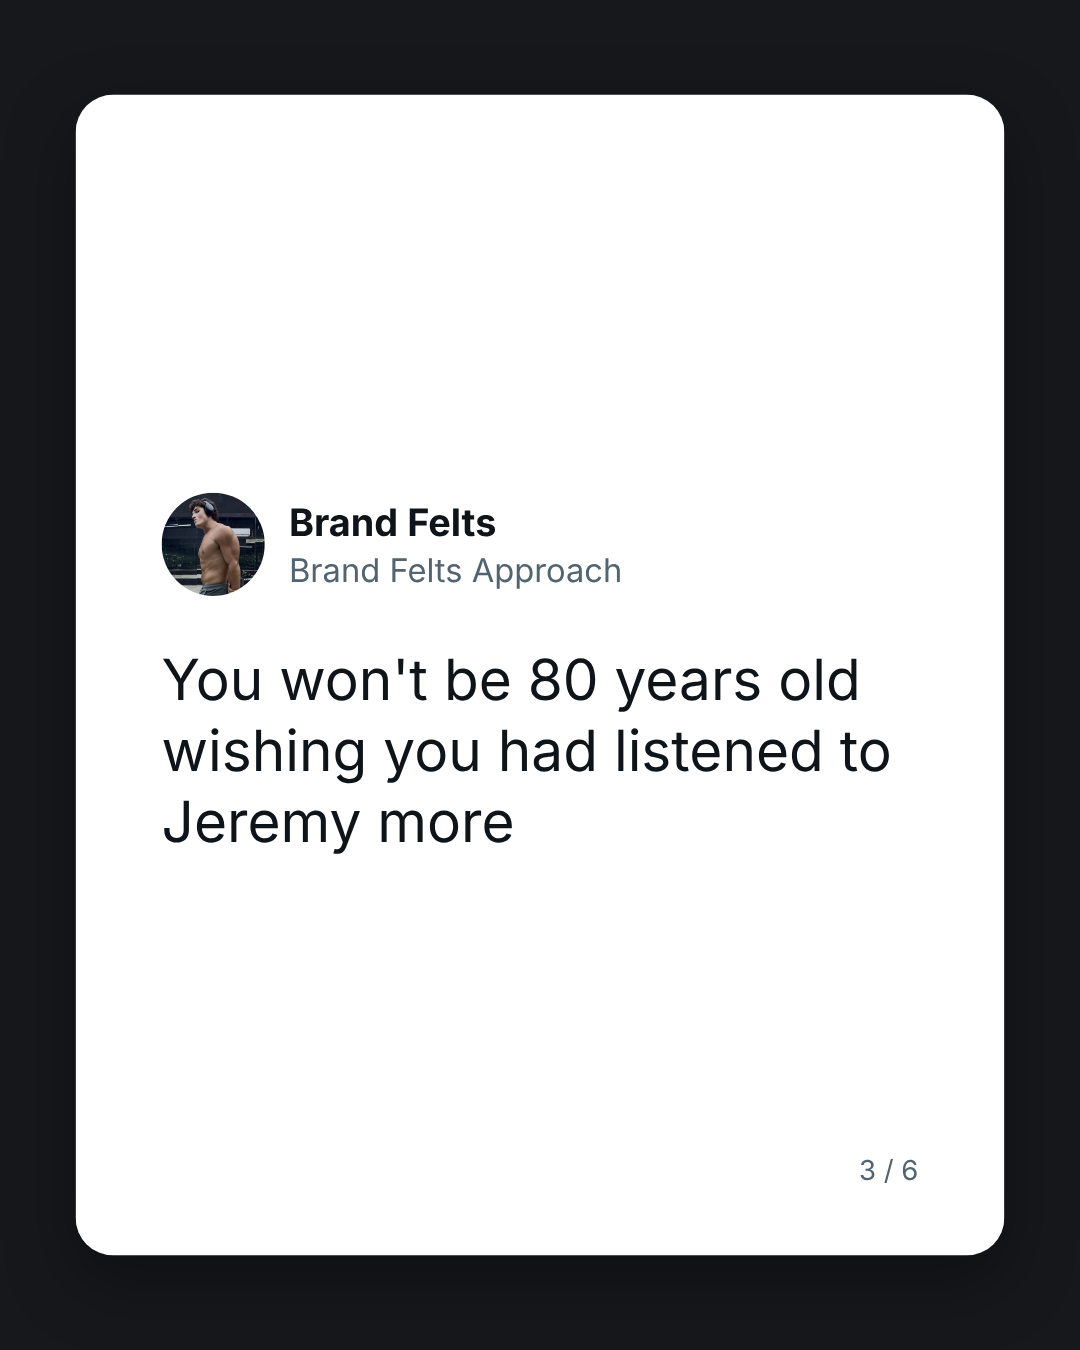 Brand Felts
Brand Felts Approach
You won't be 80 years old
wishing you had listened to
Jeremy more
3 / 6